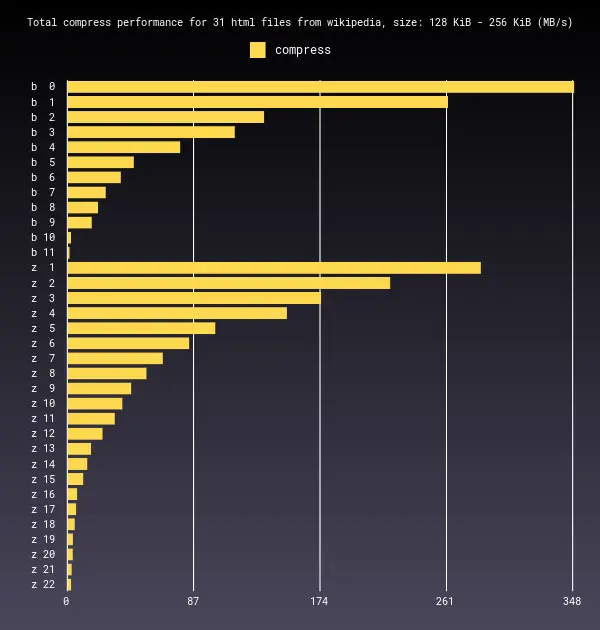 Total compress performance for 31 html files from wikipedia, size: 128 KiB - 256 KiB (MB/s)
compress
b 0
b 1
b 2
b 3
b 4
b 5
b 6
b 7
b 8
b 9
b 10
b 11
z 1
z 2
z 3
z 4
z 5
z 6
z 7
z 8
z 9
z 10
z 11
z 12
z 13
z 14
z 15
z 16
z 17
z 18
z 19
z 20
z 21
z 22
0 87 174 261 348